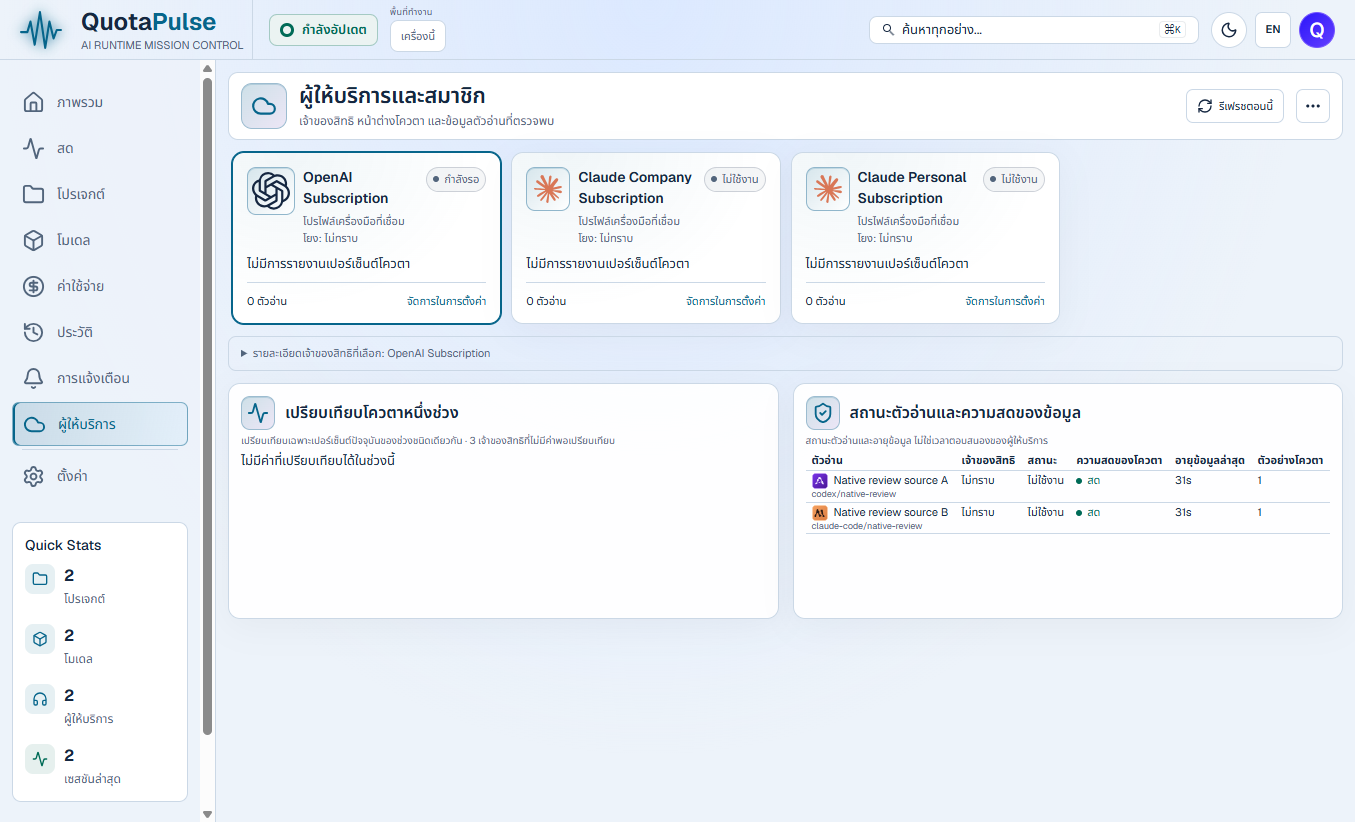 QuotaPulse
AI RUNTIME MISSION CONTROL
กำลังอัปเดต
พื้นที่ทำงาน
เครื่องนี้
ค้นหาทุกอย่าง...
⌘K
EN
Q
ภาพรวม
สด
โปรเจกต์
โมเดล
ค่าใช้จ่าย
ประวัติ
การแจ้งเตือน
ผู้ให้บริการ
ตั้งค่า
Quick Stats
2
โปรเจกต์
2
โมเดล
2
ผู้ให้บริการ
2
เซสชันล่าสุด
ผู้ให้บริการและสมาชิก
เจ้าของสิทธิ หน้าต่างโควตา และข้อมูลตัวอ่านที่ตรวจพบ
รีเฟรชตอนนี้
OpenAI
Subscription
กำลังรอ
โปรไฟล์เครื่องมือที่เชื่อม
โยง: ไม่ทราบ
ไม่มีการรายงานเปอร์เซ็นต์โควตา
0 ตัวอ่าน
จัดการในการตั้งค่า
Claude Company
Subscription
ไม่ใช้งาน
โปรไฟล์เครื่องมือที่เชื่อม
โยง: ไม่ทราบ
ไม่มีการรายงานเปอร์เซ็นต์โควตา
0 ตัวอ่าน
จัดการในการตั้งค่า
Claude Personal
Subscription
ไม่ใช้งาน
โปรไฟล์เครื่องมือที่เชื่อม
โยง: ไม่ทราบ
ไม่มีการรายงานเปอร์เซ็นต์โควตา
0 ตัวอ่าน
จัดการในการตั้งค่า
รายละเอียดเจ้าของสิทธิที่เลือก: OpenAI Subscription
เปรียบเทียบโควตาหนึ่งช่วง
เปรียบเทียบเฉพาะเปอร์เซ็นต์ปัจจุบันของช่วงชนิดเดียวกัน · 3 เจ้าของสิทธิที่ไม่มีค่าพอเปรียบเทียบ
ไม่มีค่าที่เปรียบเทียบได้ในช่วงนี้
สถานะตัวอ่านและความสดของข้อมูล
สถานะตัวอ่านและอายุข้อมูล ไม่ใช่เวลาตอบสนองของผู้ให้บริการ
ตัวอ่าน เจ้าของสิทธิ สถานะ ความสดของโควตา อายุข้อมูลล่าสุด ตัวอย่างโควตา
Native review source A ไม่ทราบ ไม่ใช้งาน สด 31s 1
codex/native-review
Native review source B ไม่ทราบ ไม่ใช้งาน สด 31s 1
claude-code/native-review